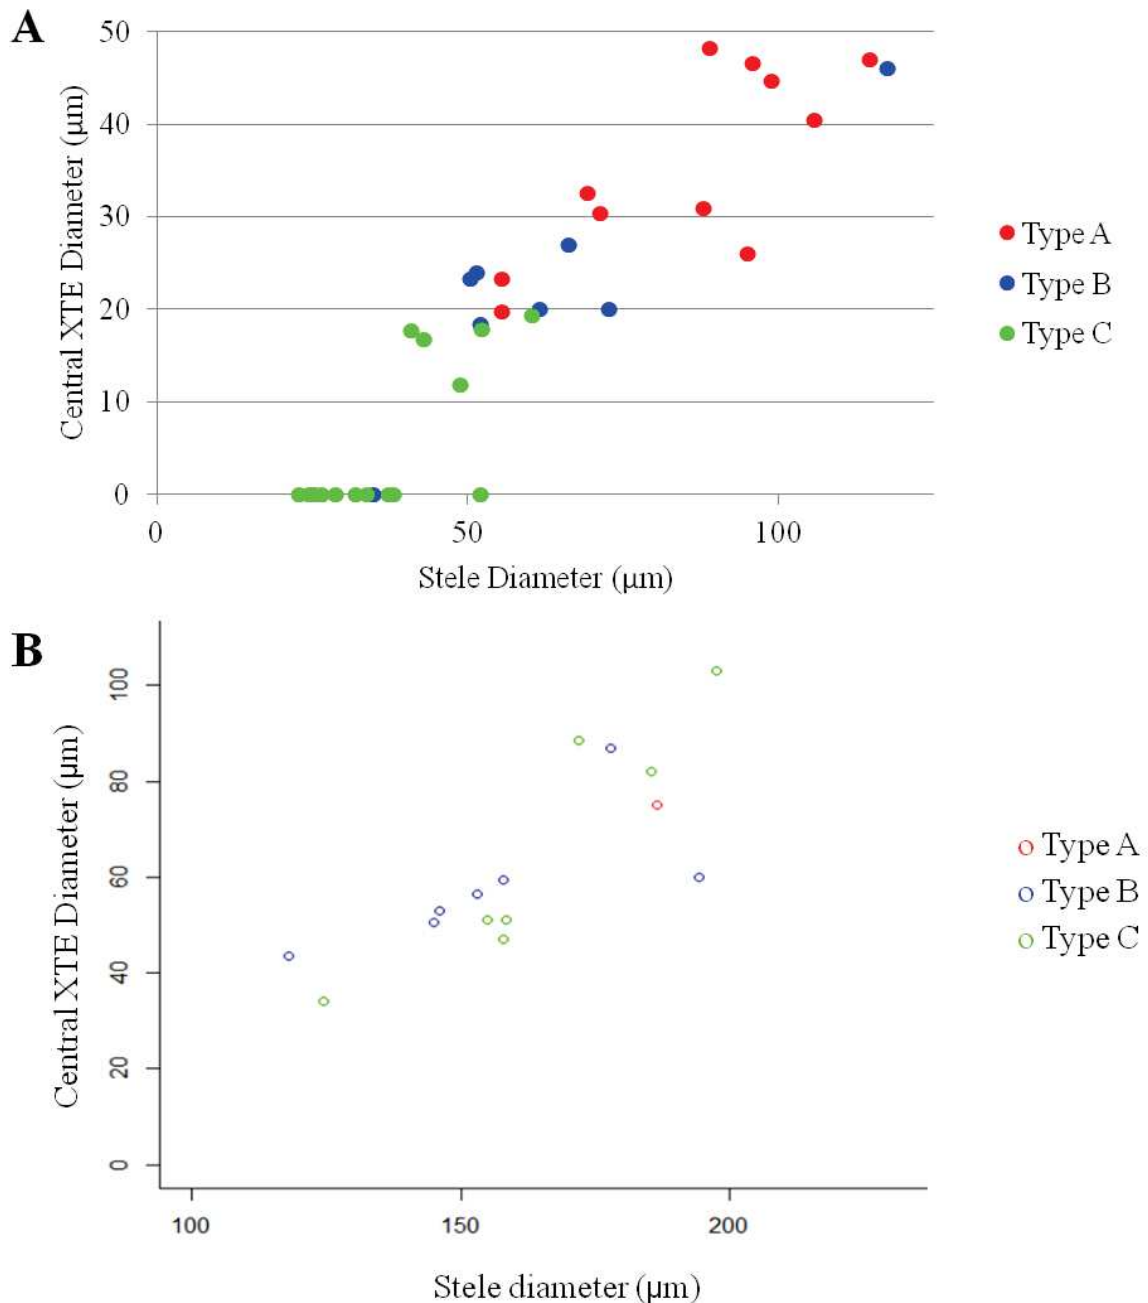 A
50
40
30
20
10
0
Central XTE Diameter (μm)
0 50 100
Stele Diameter (μm)
Type A
Type B
Type C
B
100
80
60
40
20
0
Central XTE Diameter (μm)
100 150 200
Stele diameter (μm)
Type A
Type B
Type C